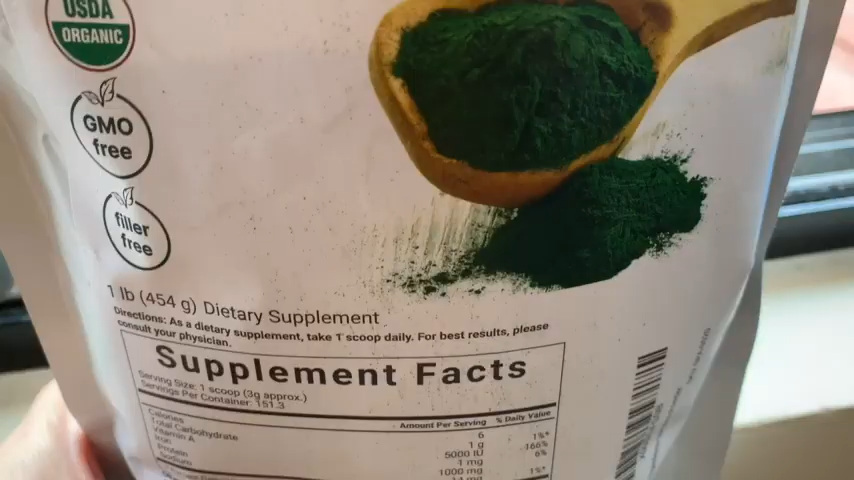 USDA
ORGANIC
GMO
free
filler
free
1 lb (454 g) Dietary Supplement
Directions: As a dietary supplement, take 1 scoop daily. For best results, please
consult your physician.
Supplement Facts
Serving Size: 1 scoop (3g approx.)
Servings Per Container: 151.3
Amount Per Serving % Daily Value
Calories 6
Total Carbohydrate 1 g 1%*
Vitamin A 5000 IU 166%
Iron 1 mg 6%
Protein 1000 mg 1%*
Sodium